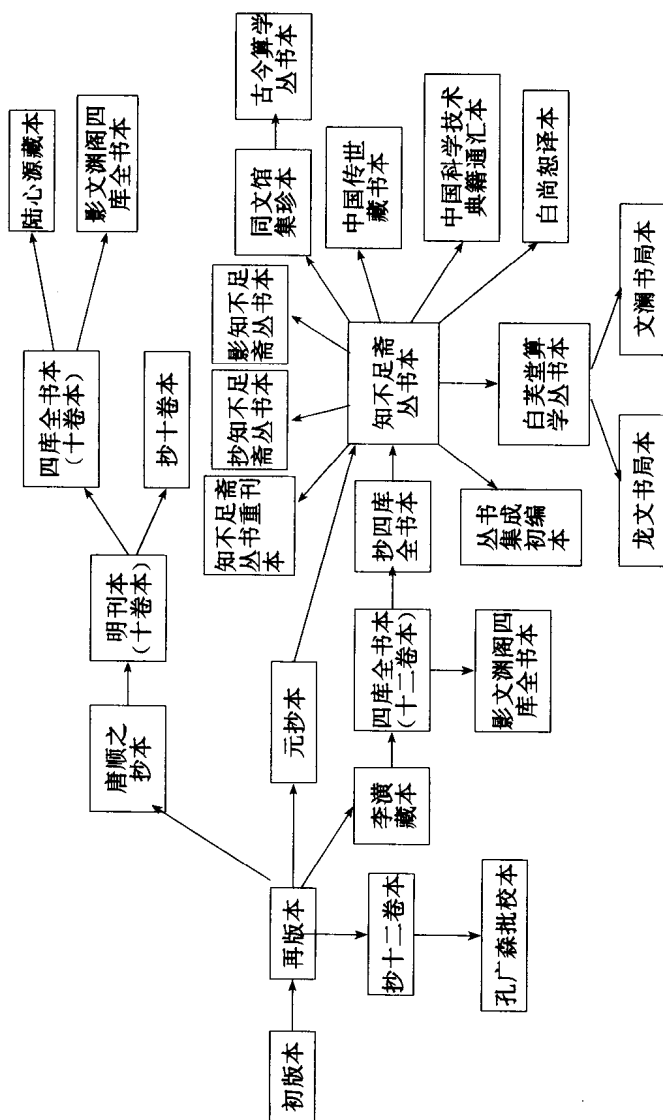 初版本
再版本
唐顺之
抄本
明刊本
(十卷本)
四库全书本
(十卷本)
陆心源藏本
影文渊阁四
库全书本
抄十卷本
元抄本
李潢
藏本
四库全书本
(十二卷本)
抄四库
全书本
影文渊阁四
库全书本
抄十二卷本
孔广森批校本
知不足斋
丛书本
知不足斋
丛书重刊
本
抄知不足
斋丛书本
影知不足
斋丛书本
同文馆
集珍本
古今算学
丛书本
中国传世
藏书本
中国科学技术
典籍通汇本
白尚恕译本
白芙堂算
学丛书本
丛书
集成
初编
本
龙文书局本
文澜书局本